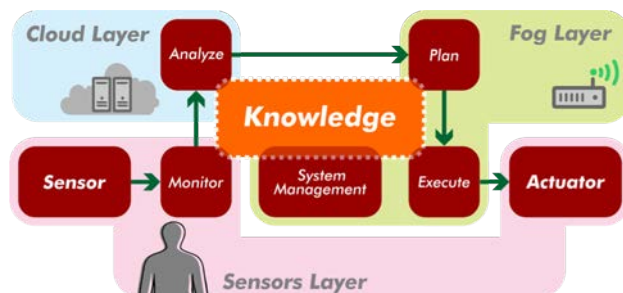 Cloud Layer
Analyze
Plan
Fog Layer
Knowledge
Sensor
Monitor
System
Management
Execute
Actuator
Sensors Layer